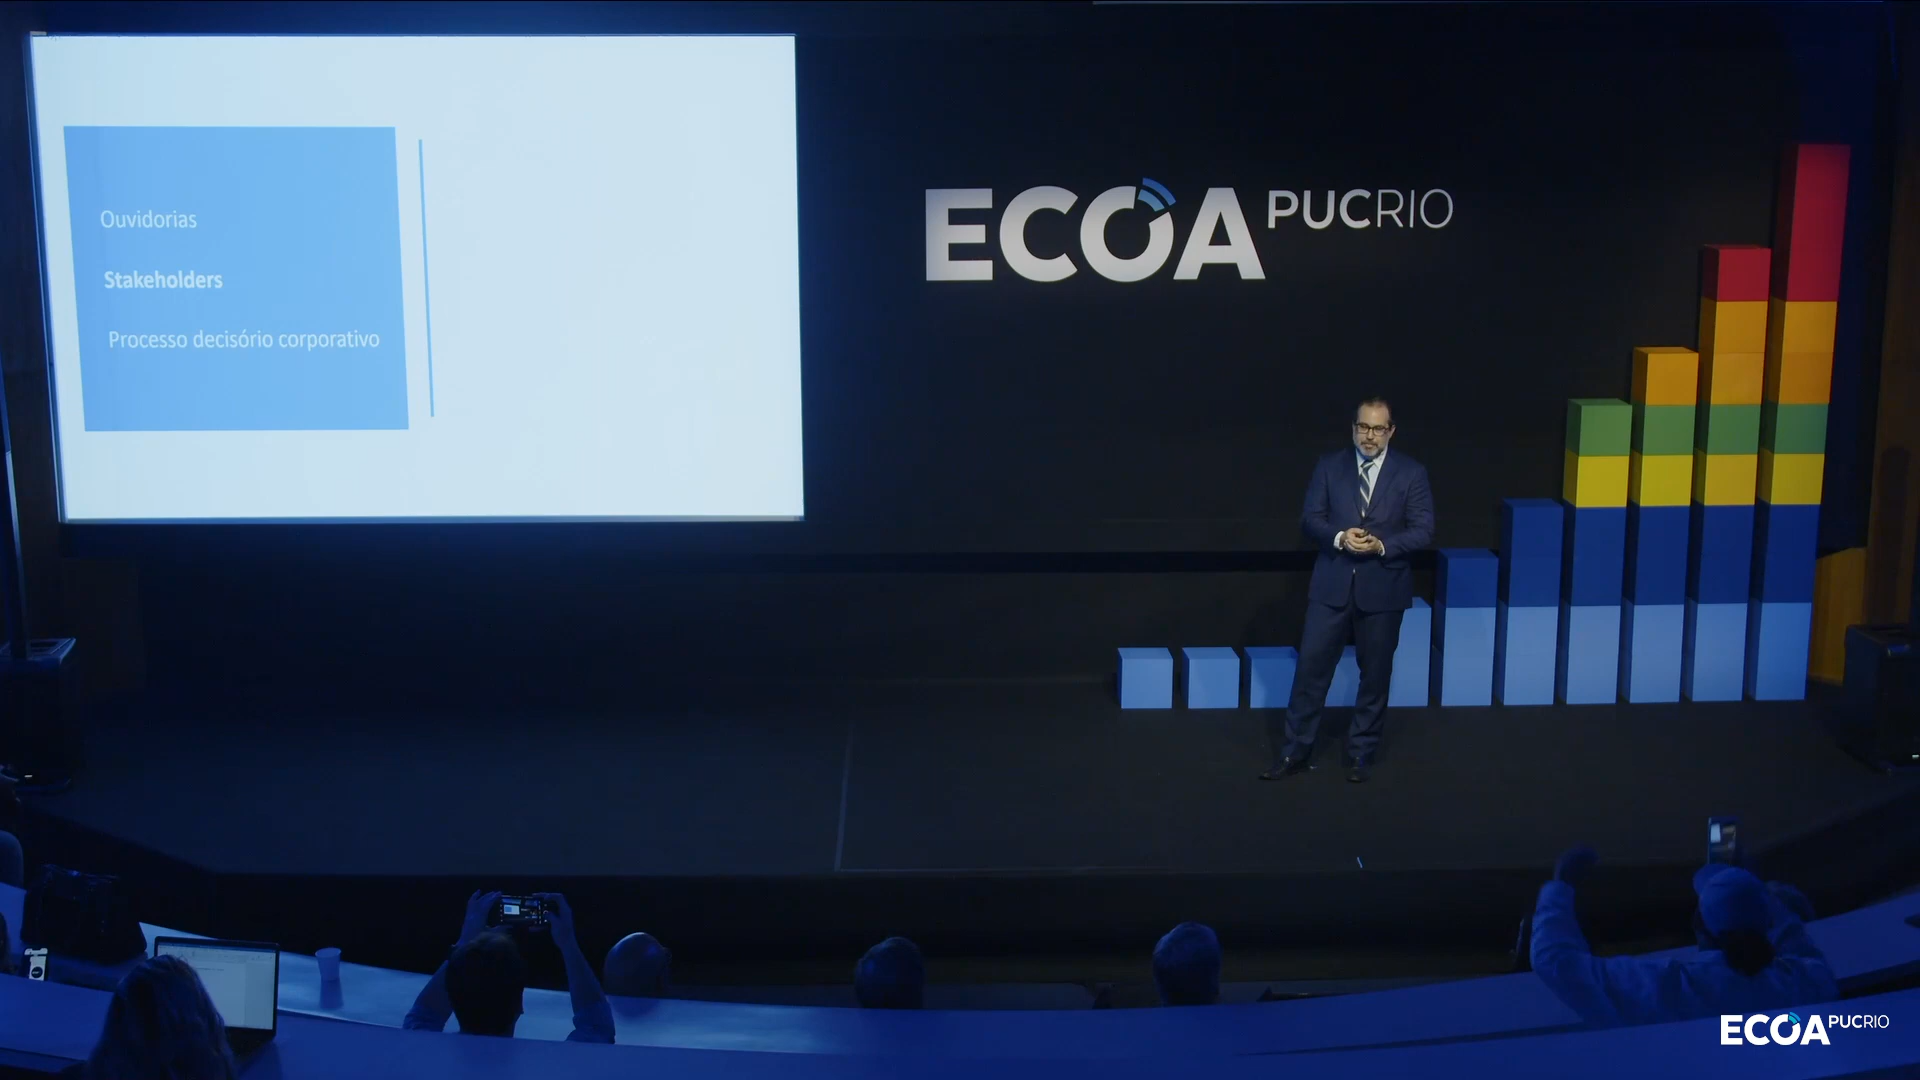 Ouvidorias
Stakeholders
Processo decisório corporativo
ECOA PUCRIO
ECOA PUCRIO